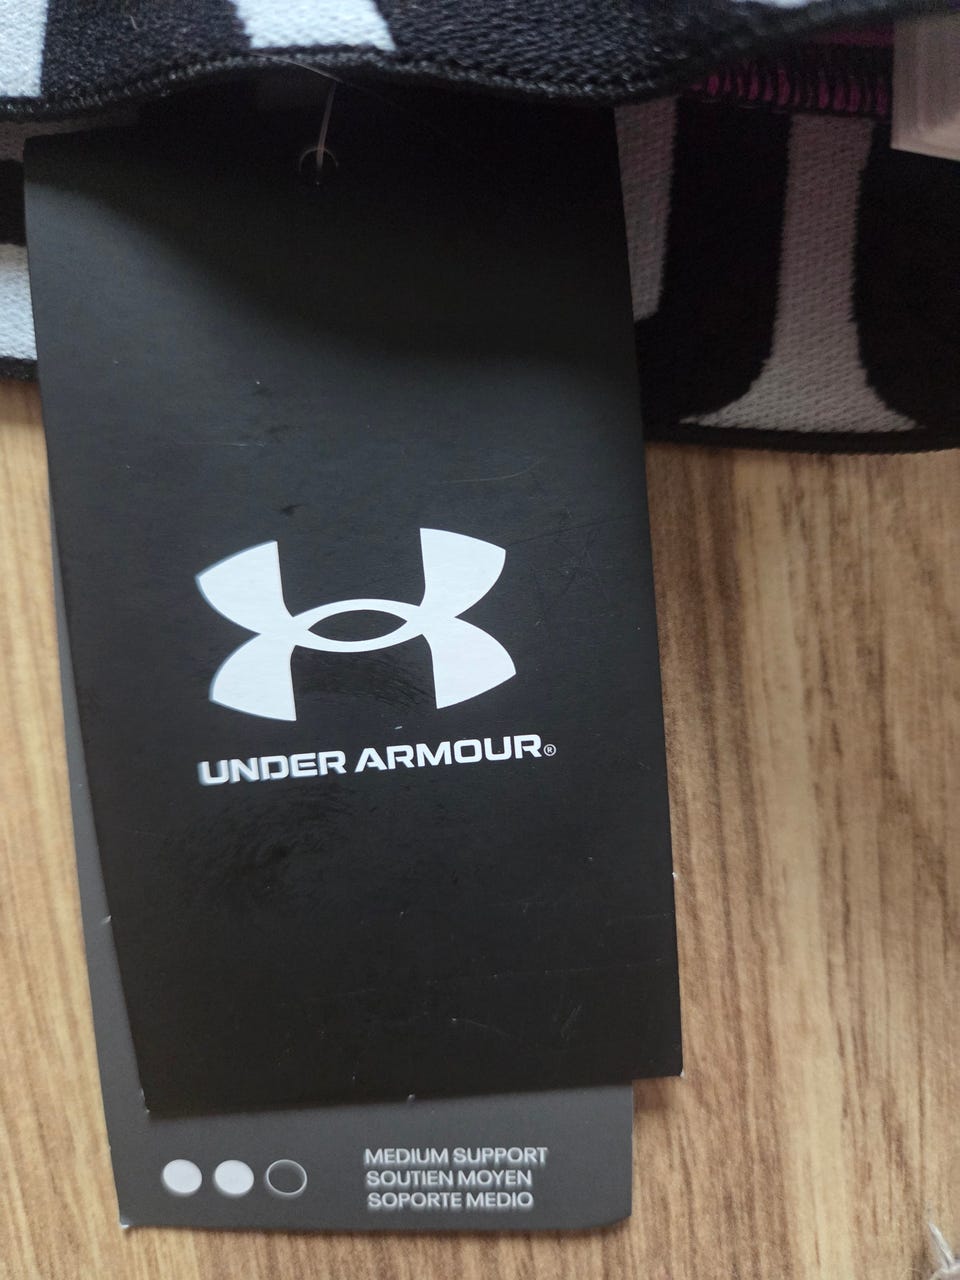 UNDER ARMOUR®
MEDIUM SUPPORT
SOUTIEN MOYEN
SOPORTE MEDIO